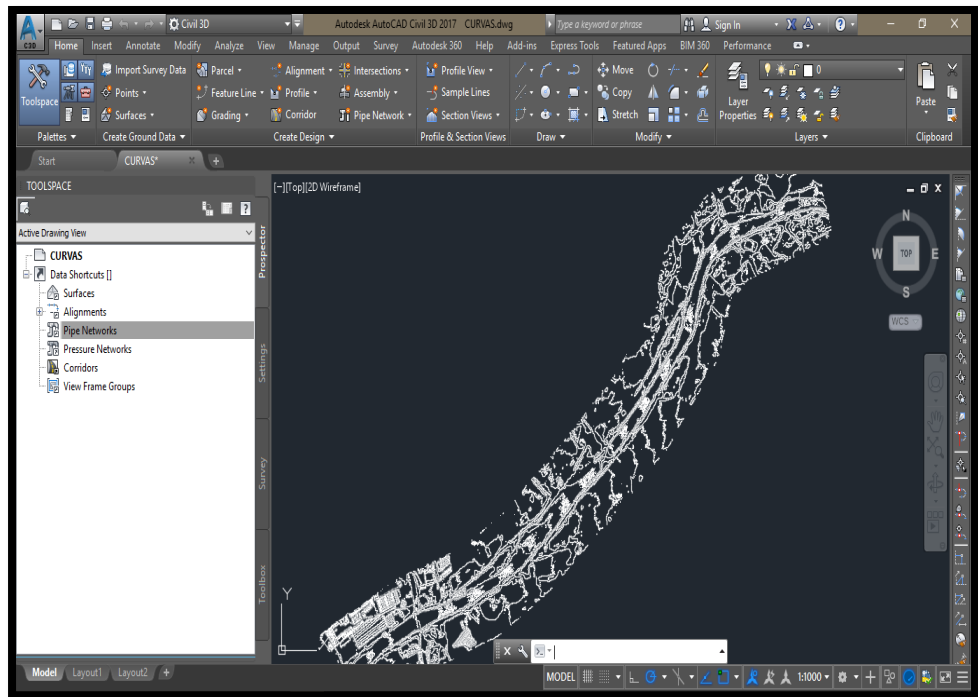 C3D Civil 3D Autodesk AutoCAD Civil 3D 2017 CURVAS.dwg Type a keyword or phrase Sign In
Home Insert Annotate Modify Analyze View Manage Output Survey Autodesk 360 Help Add-ins Express Tools Featured Apps BIM 360 Performance
Toolspace
Import Survey Data
Points
Surfaces
Parcel
Feature Line
Grading
Alignment
Profile
Corridor
Intersections
Assembly
Pipe Network
Profile View
Sample Lines
Section Views
Move
Copy
Stretch
Layer
Properties
0
Paste
Palettes Create Ground Data Create Design Profile & Section Views Draw Modify Layers Clipboard
Start CURVAS* +
TOOLSPACE
Active Drawing View
CURVAS
Data Shortcuts []
Surfaces
Alignments
Pipe Networks
Pressure Networks
Corridors
View Frame Groups
Prospector
Settings
Survey
Toolbox
[−][Top][2D Wireframe]
N
W TOP E
S
WCS
Y
Model Layout1 Layout2 +
MODEL 1:1000